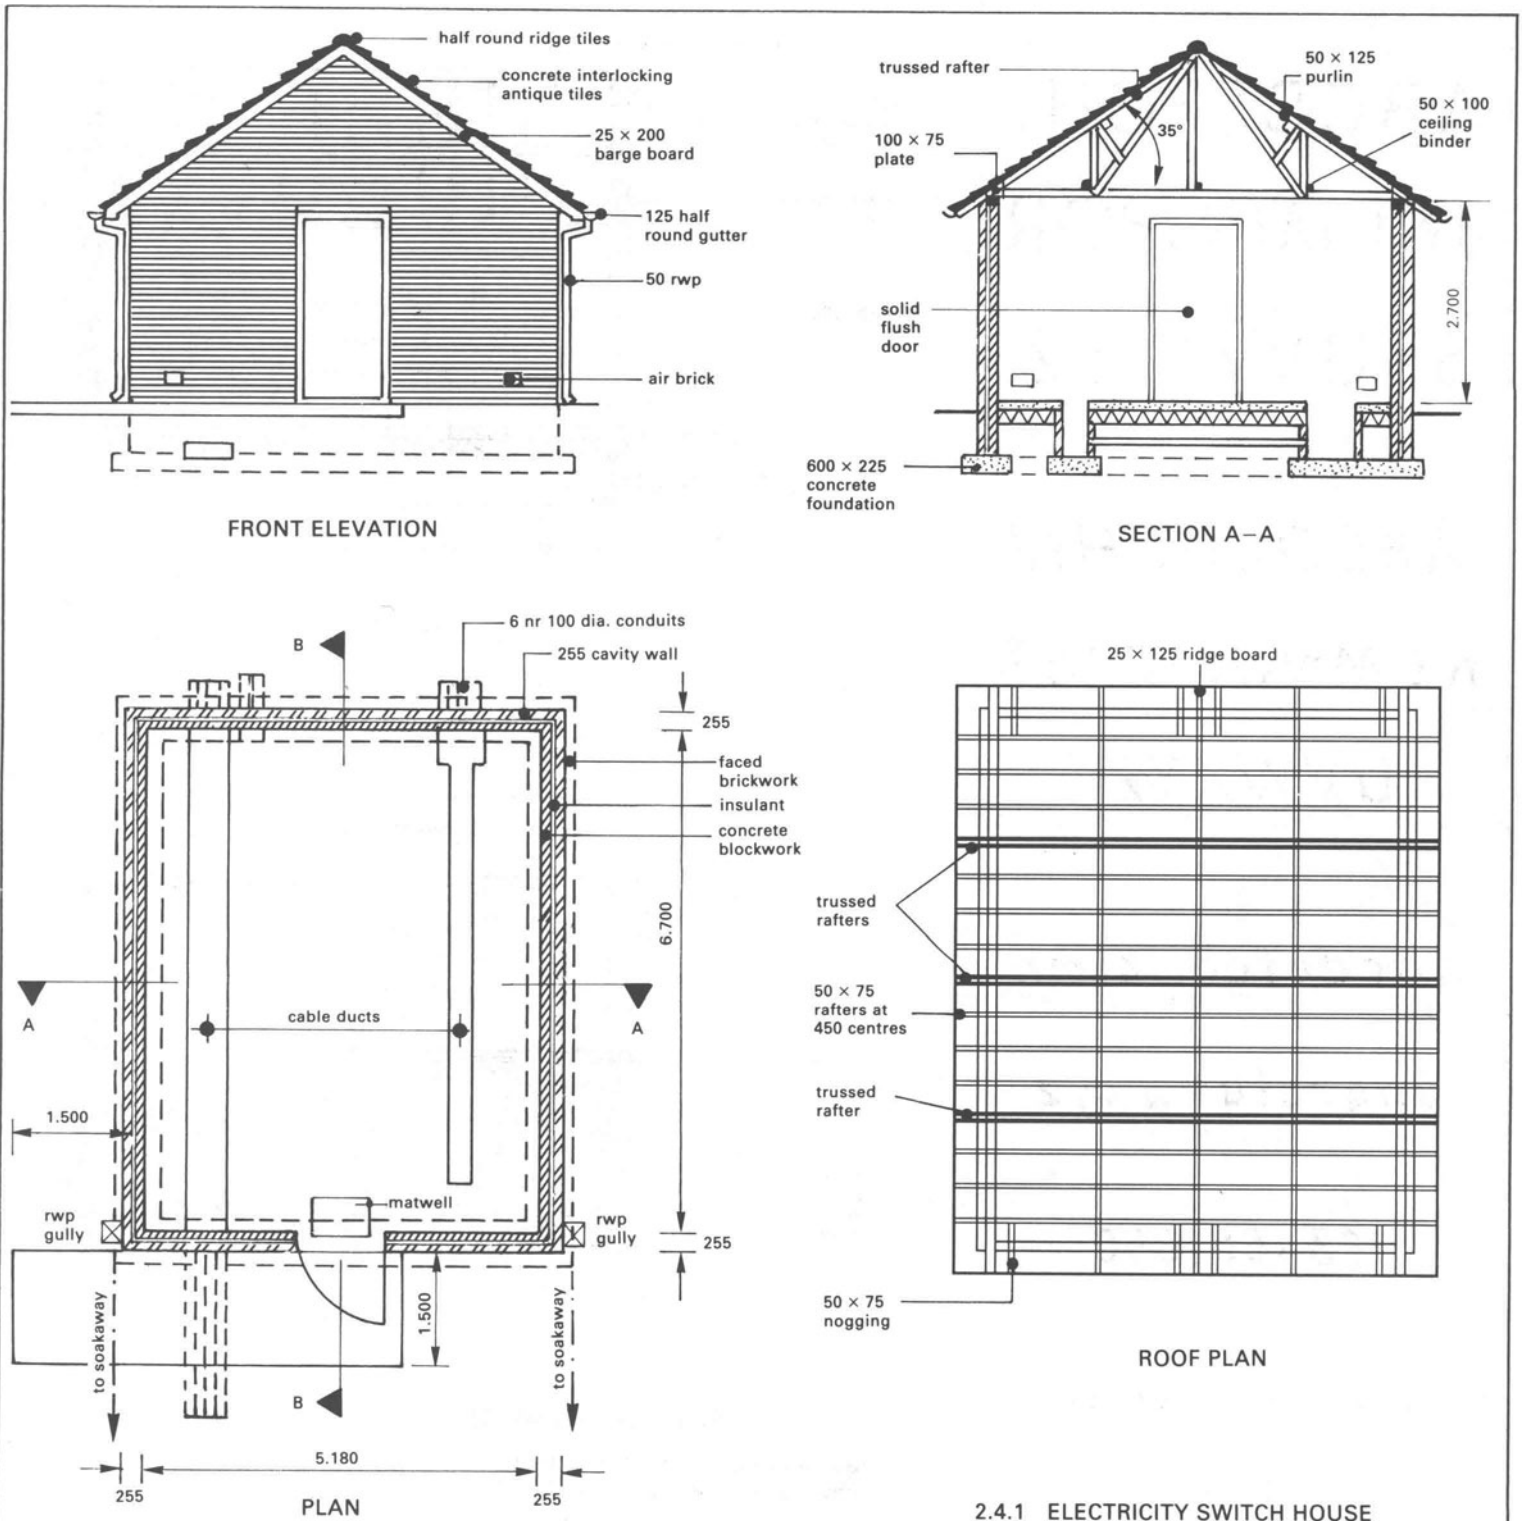 half round ridge tiles
concrete interlocking
antique tiles
25 × 200
barge board
125 half
round gutter
50 rwp
air brick
FRONT ELEVATION
trussed rafter
50 × 125
purlin
50 × 100
ceiling
binder
100 × 75
plate
35°
solid
flush
door
2.700
600 × 225
concrete
foundation
SECTION A–A
6 nr 100 dia. conduits
B
255 cavity wall
255
faced
brickwork
insulant
concrete
blockwork
6.700
A
cable ducts
A
1.500
matwell
rwp
gully
rwp
gully
255
to soakaway
1.500
to soakaway
B
5.180
255
255
PLAN
25 × 125 ridge board
trussed
rafters
50 × 75
rafters at
450 centres
trussed
rafter
50 × 75
nogging
ROOF PLAN
2.4.1 ELECTRICITY SWITCH HOUSE